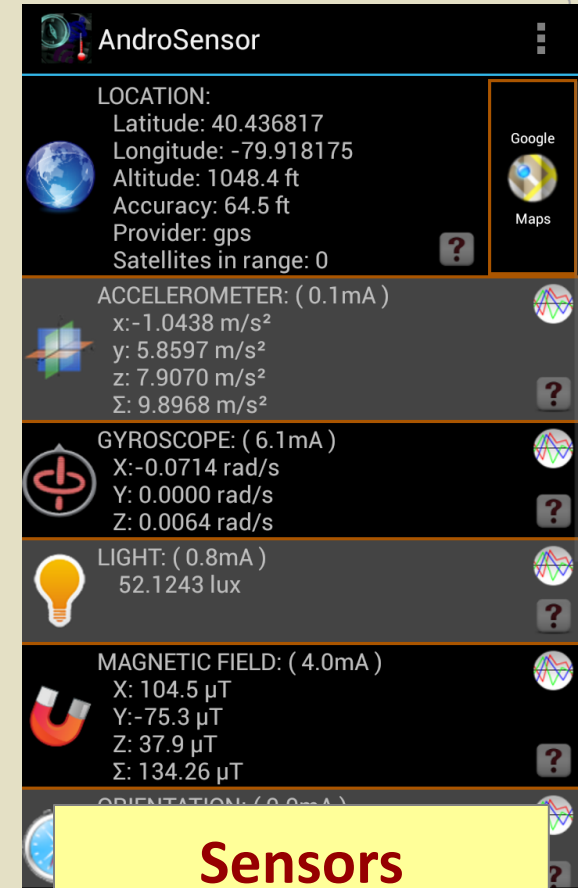 AndroSensor
LOCATION:
Latitude: 40.436817
Longitude: -79.918175
Altitude: 1048.4 ft
Accuracy: 64.5 ft
Provider: gps
Satellites in range: 0
?
Google
Maps
ACCELEROMETER: ( 0.1mA )
x:-1.0438 m/s²
y: 5.8597 m/s²
z: 7.9070 m/s²
Σ: 9.8968 m/s²
?
GYROSCOPE: ( 6.1mA )
X:-0.0714 rad/s
Y: 0.0000 rad/s
Z: 0.0064 rad/s
?
LIGHT: ( 0.8mA )
52.1243 lux
?
MAGNETIC FIELD: ( 4.0mA )
X: 104.5 µT
Y:-75.3 µT
Z: 37.9 µT
Σ: 134.26 µT
?
ORIENTATION:
?
Sensors